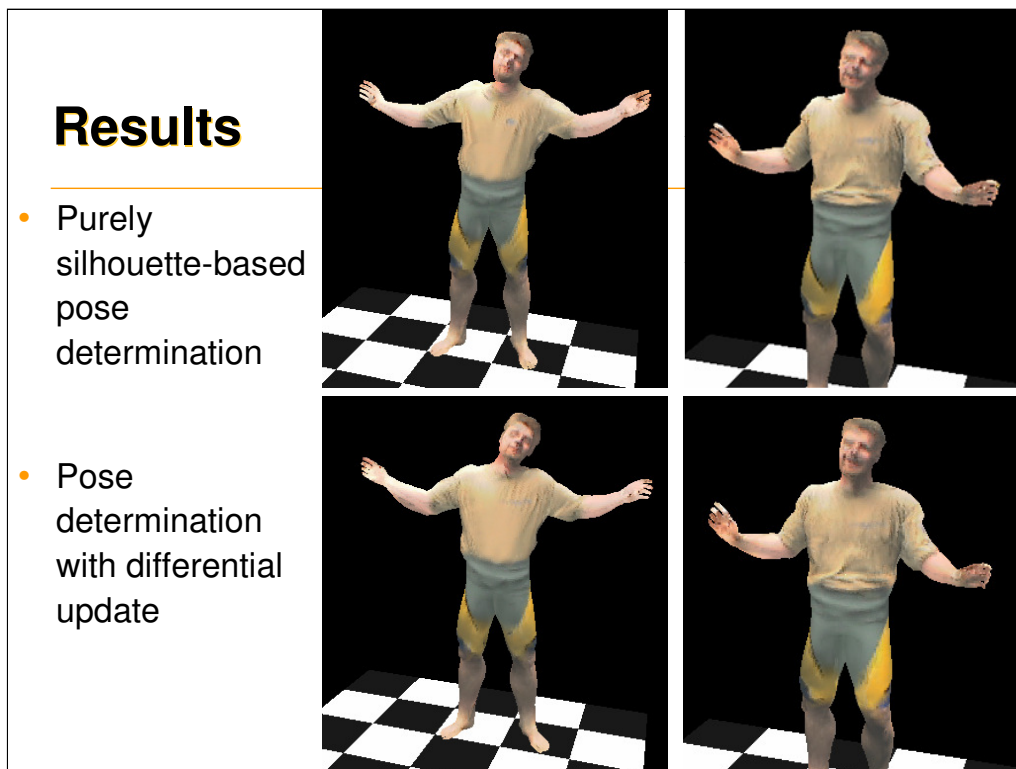 Results
• Purely
silhouette-based
pose
determination
• Pose
determination
with differential
update